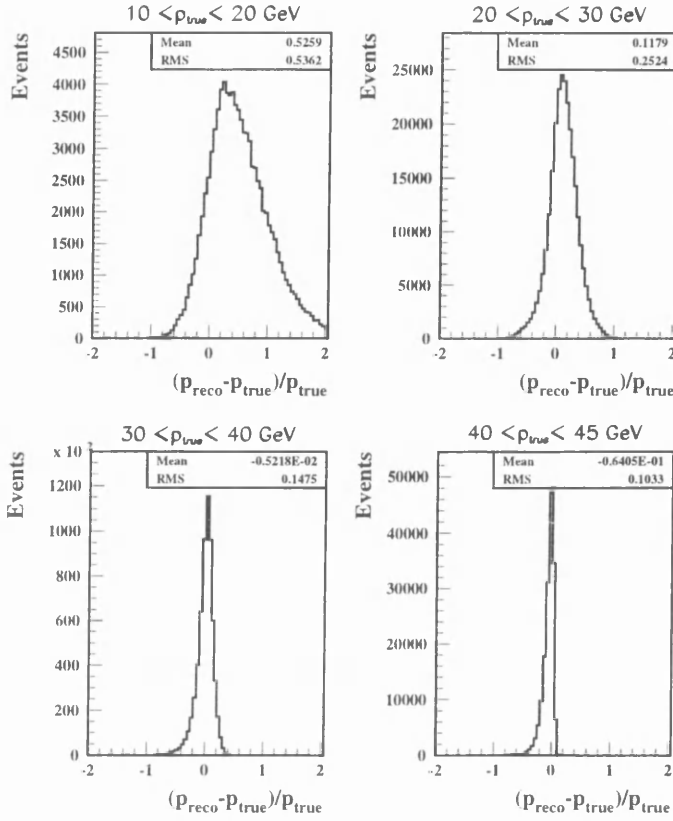 10 <p_true< 20 GeV
20 <p_true< 30 GeV
Mean 0.5259
RMS 0.5362
Mean 0.1179
RMS 0.2524
Events
4500
4000
3500
3000
2500
2000
1500
1000
500
0
-2 -1 0 1 2
(p_reco-p_true)/p_true
Events
25000
20000
15000
10000
5000
0
-2 -1 0 1 2
(p_reco-p_true)/p_true
30 <p_true< 40 GeV
40 <p_true< 45 GeV
x 10^2
Mean -0.5218E-02
RMS 0.1475
Mean -0.6405E-01
RMS 0.1033
Events
1200
1000
800
600
400
200
0
-2 -1 0 1 2
(p_reco-p_true)/p_true
Events
50000
40000
30000
20000
10000
0
-2 -1 0 1 2
(p_reco-p_true)/p_true